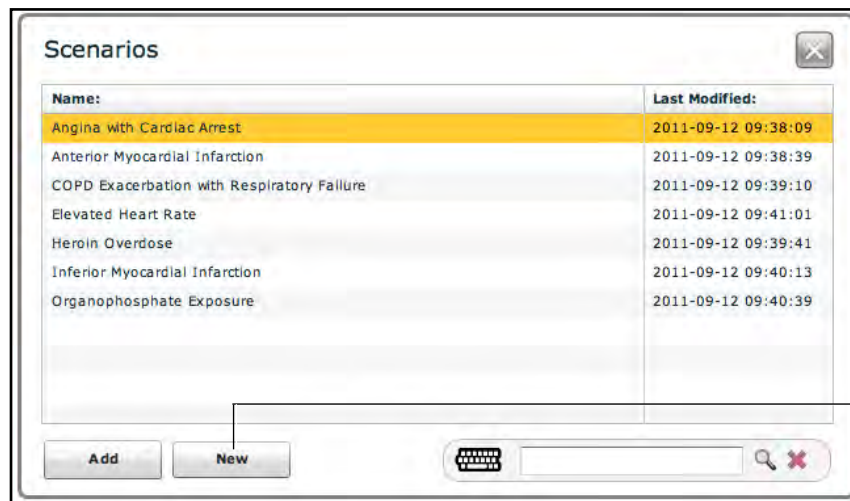 Scenarios
Name: Last Modified:
Angina with Cardiac Arrest 2011-09-12 09:38:09
Anterior Myocardial Infarction 2011-09-12 09:38:39
COPD Exacerbation with Respiratory Failure 2011-09-12 09:39:10
Elevated Heart Rate 2011-09-12 09:41:01
Heroin Overdose 2011-09-12 09:39:41
Inferior Myocardial Infarction 2011-09-12 09:40:13
Organophosphate Exposure 2011-09-12 09:40:39
Add New